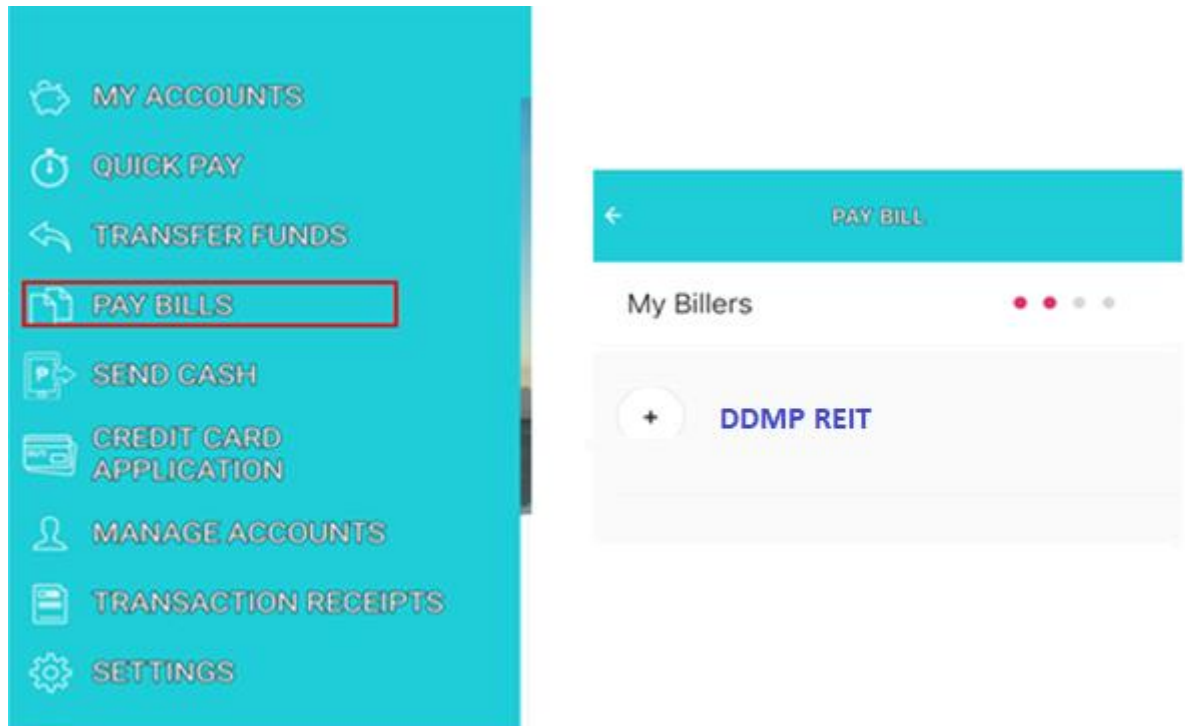 MY ACCOUNTS
QUICK PAY
TRANSFER FUNDS
PAY BILLS
SEND CASH
CREDIT CARD
APPLICATION
MANAGE ACCOUNTS
TRANSACTION RECEIPTS
SETTINGS
PAY BILL
My Billers
DDMP REIT